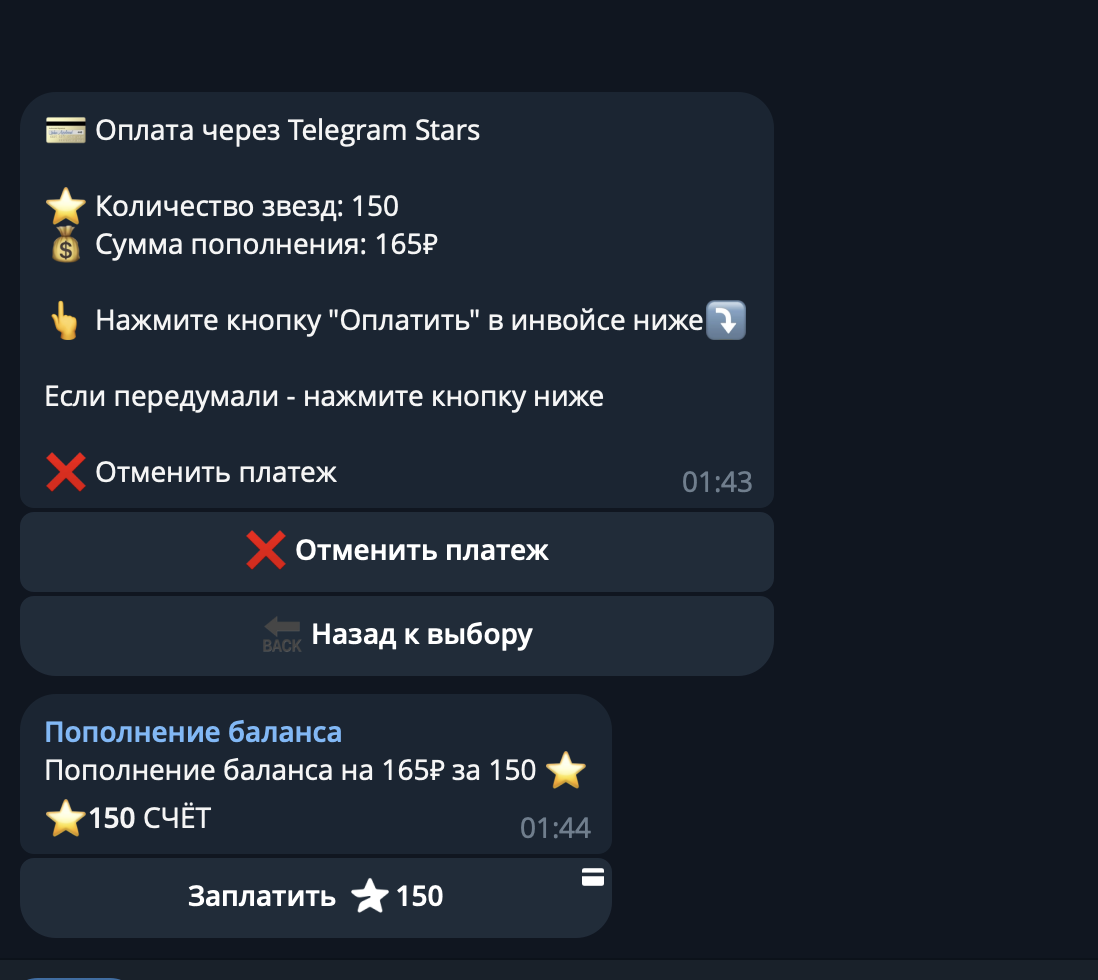 Оплата через Telegram Stars
Количество звезд: 150
Сумма пополнения: 165₽
Нажмите кнопку "Оплатить" в инвойсе ниже
Если передумали - нажмите кнопку ниже
Отменить платеж
01:43
Отменить платеж
BACK Назад к выбору
Пополнение баланса
Пополнение баланса на 165₽ за 150
150 СЧЁТ
01:44
Заплатить 150